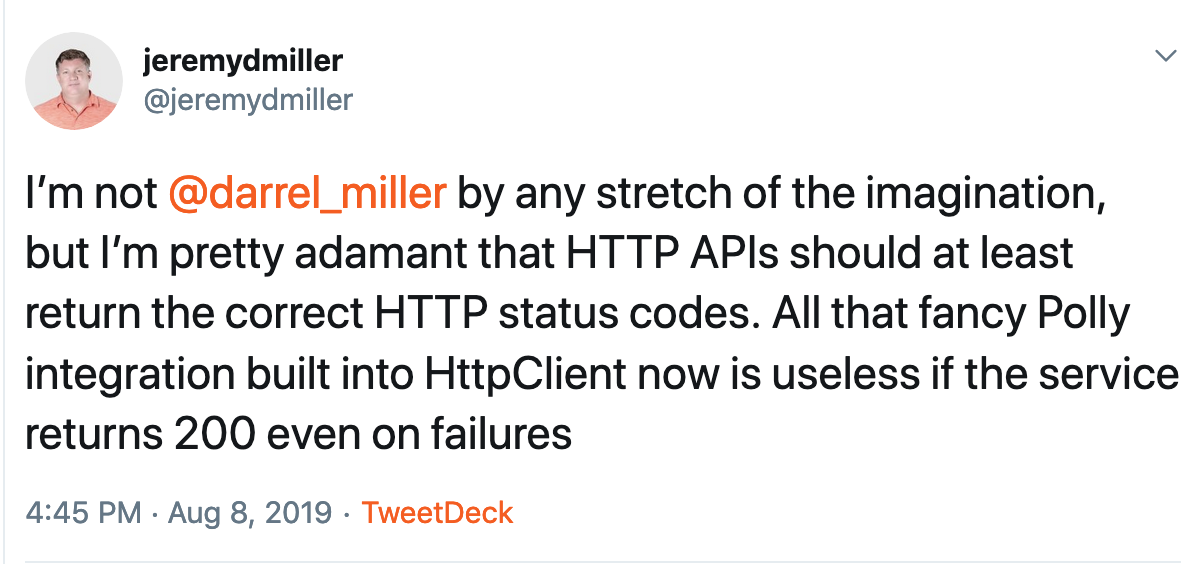 jeremydmiller
@jeremydmiller
I’m not @darrel_miller by any stretch of the imagination,
but I’m pretty adamant that HTTP APIs should at least
return the correct HTTP status codes. All that fancy Polly
integration built into HttpClient now is useless if the service
returns 200 even on failures
4:45 PM · Aug 8, 2019 · TweetDeck